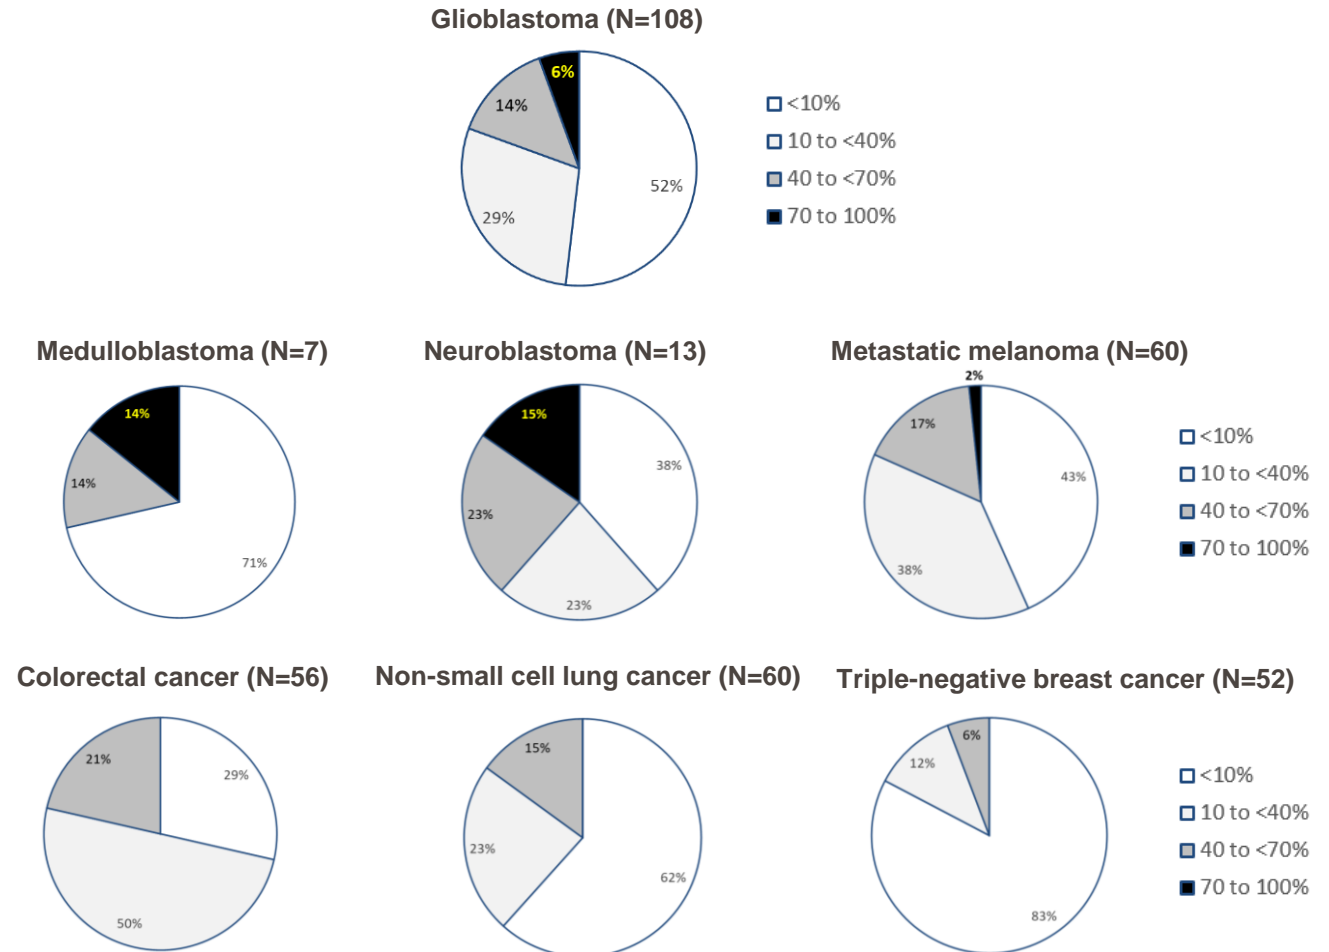 Glioblastoma (N=108)
6%
14%
29%
52%
<10%
10 to <40%
40 to <70%
70 to 100%
Medulloblastoma (N=7)
14%
14%
71%
Neuroblastoma (N=13)
15%
38%
23%
23%
Metastatic melanoma (N=60)
2%
17%
43%
38%
<10%
10 to <40%
40 to <70%
70 to 100%
Colorectal cancer (N=56)
21%
29%
50%
Non-small cell lung cancer (N=60)
15%
23%
62%
Triple-negative breast cancer (N=52)
6%
12%
83%
<10%
10 to <40%
40 to <70%
70 to 100%